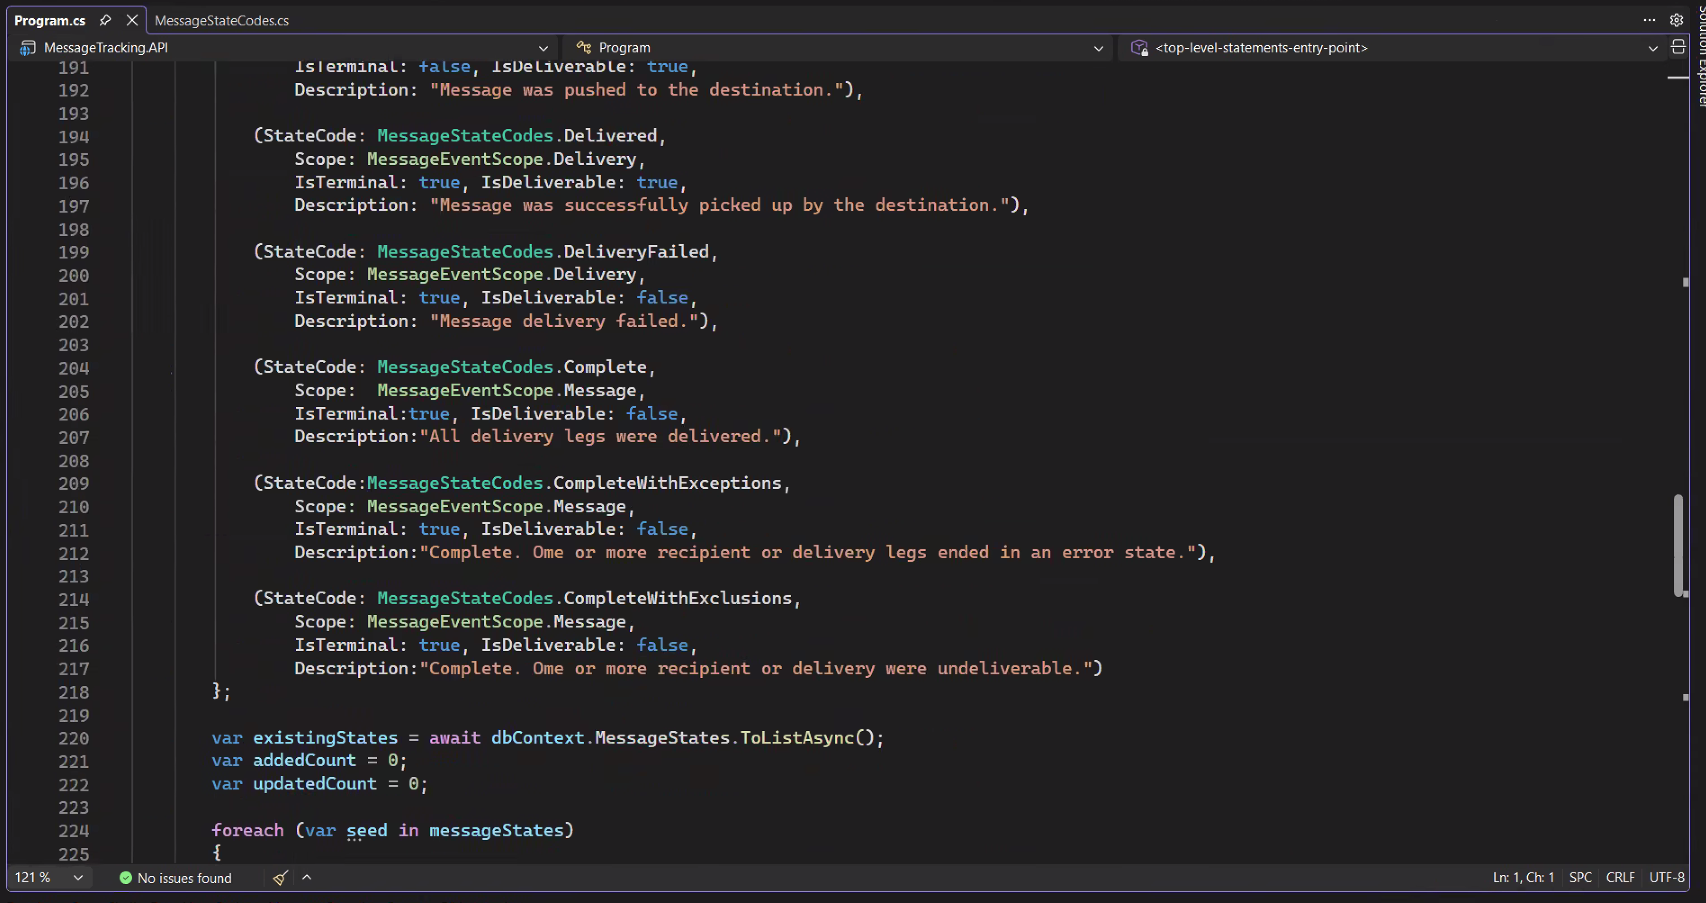 Program.cs
MessageStateCodes.cs
MessageTracking.API
Program
<top-level-statements-entry-point>
Solution Explorer
191 IsTerminal: false, IsDeliverable: true,
192 Description: "Message was pushed to the destination."),
193
194 (StateCode: MessageStateCodes.Delivered,
195 Scope: MessageEventScope.Delivery,
196 IsTerminal: true, IsDeliverable: true,
197 Description: "Message was successfully picked up by the destination."),
198
199 (StateCode: MessageStateCodes.DeliveryFailed,
200 Scope: MessageEventScope.Delivery,
201 IsTerminal: true, IsDeliverable: false,
202 Description: "Message delivery failed."),
203
204 (StateCode: MessageStateCodes.Complete,
205 Scope:  MessageEventScope.Message,
206 IsTerminal:true, IsDeliverable: false,
207 Description:"All delivery legs were delivered."),
208
209 (StateCode:MessageStateCodes.CompleteWithExceptions,
210 Scope: MessageEventScope.Message,
211 IsTerminal: true, IsDeliverable: false,
212 Description:"Complete. Ome or more recipient or delivery legs ended in an error state."),
213
214 (StateCode: MessageStateCodes.CompleteWithExclusions,
215 Scope: MessageEventScope.Message,
216 IsTerminal: true, IsDeliverable: false,
217 Description:"Complete. Ome or more recipient or delivery were undeliverable.")
218 };
219
220 var existingStates = await dbContext.MessageStates.ToListAsync();
221 var addedCount = 0;
222 var updatedCount = 0;
223
224 foreach (var seed in messageStates)
225 {
121 %
No issues found
Ln: 1, Ch: 1
SPC
CRLF
UTF-8